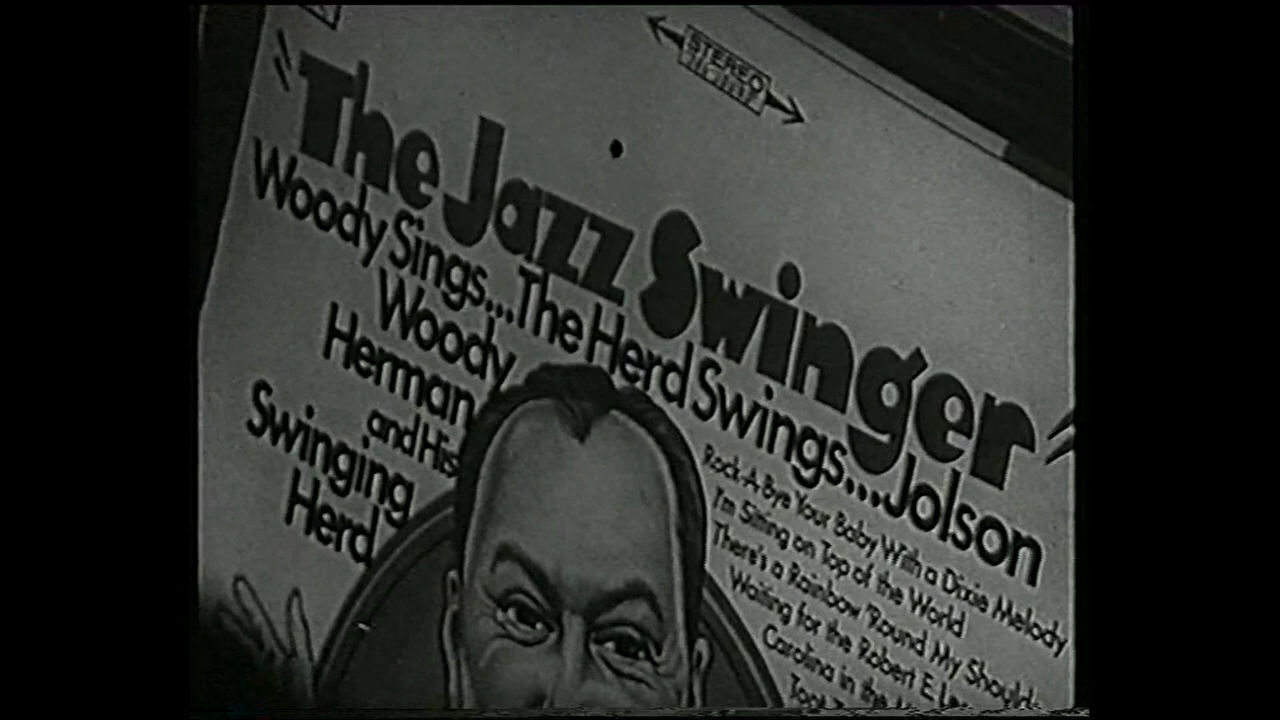 STEREO
"The Jazz Swinger"
Woody Sings...The Herd Swings...Jolson
Woody
Herman
and His
Swinging
Herd
Rock-A-Bye Your Baby With a Dixie Melody
I'm Sitting on Top of the World
There's a Rainbow 'Round My Should
Waiting for the Robert E. Lee
Carolina in the
Toot